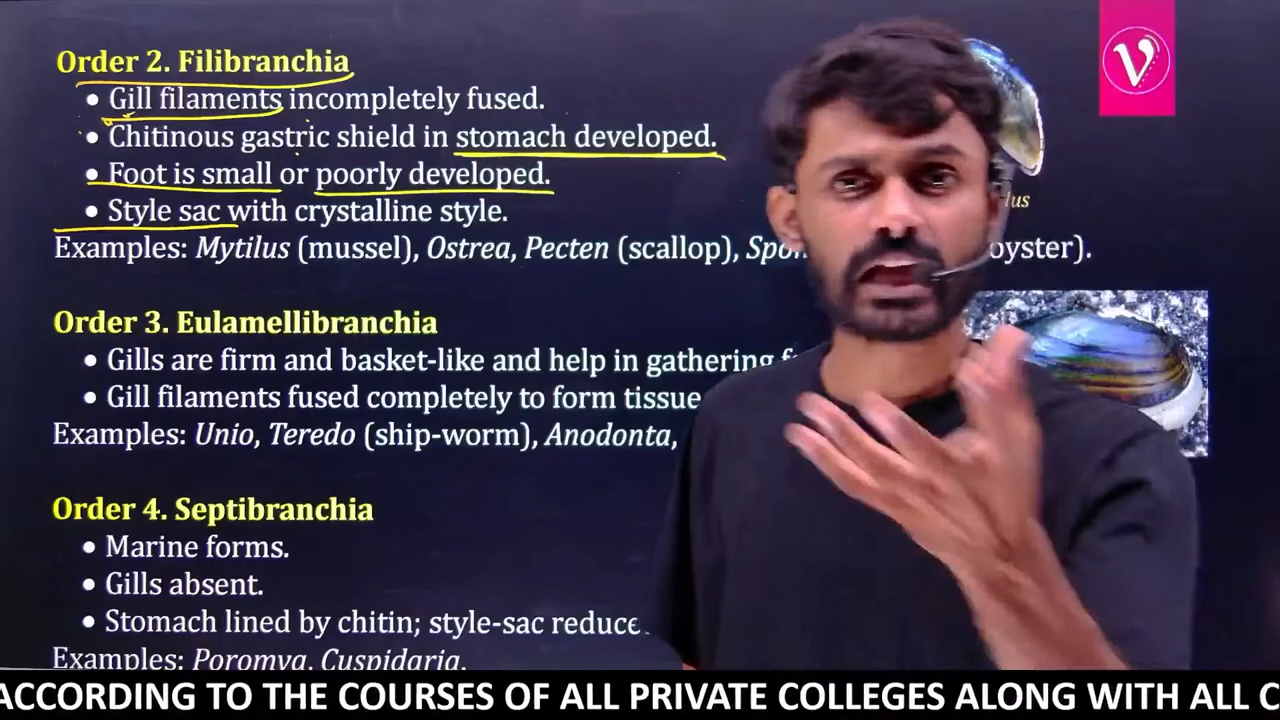 Order 2. Filibranchia
• Gill filaments incompletely fused.
• Chitinous gastric shield in stomach developed.
• Foot is small or poorly developed.
• Style sac with crystalline style.
Examples: Mytilus (mussel), Ostrea, Pecten (scallop), oyster).
Order 3. Eulamellibranchia
• Gills are firm and basket-like and help in gathering
• Gill filaments fused completely to form tissue
Examples: Unio, Teredo (ship-worm), Anodonta,
Order 4. Septibranchia
• Marine forms.
• Gills absent.
• Stomach lined by chitin; style-sac
Examples: Poromya, Cuspidaria.
ACCORDING TO THE COURSES OF ALL PRIVATE COLLEGES ALONG WITH ALL